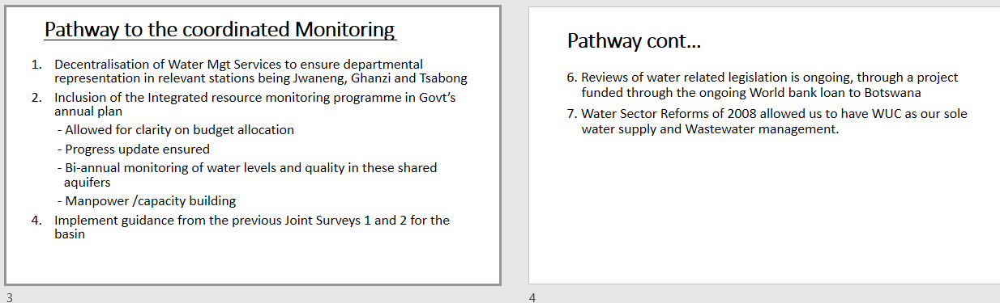 Pathway to the coordinated Monitoring
1. Decentralisation of Water Mgt Services to ensure departmental
representation in relevant stations being Jwaneng, Ghanzi and Tsabong
2. Inclusion of the Integrated resource monitoring programme in Govt’s
annual plan
- Allowed for clarity on budget allocation
- Progress update ensured
- Bi-annual monitoring of water levels and quality in these shared
aquifers
- Manpower /capacity building
4. Implement guidance from the previous Joint Surveys 1 and 2 for the
basin
3
Pathway cont...
6. Reviews of water related legislation is ongoing, through a project
funded through the ongoing World bank loan to Botswana
7. Water Sector Reforms of 2008 allowed us to have WUC as our sole
water supply and Wastewater management.
4